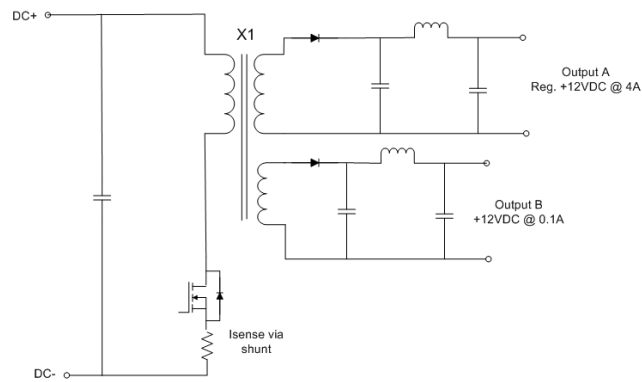 DC+
X1
Output A
Reg. +12VDC @ 4A
Output B
+12VDC @ 0.1A
Isense via
shunt
DC-